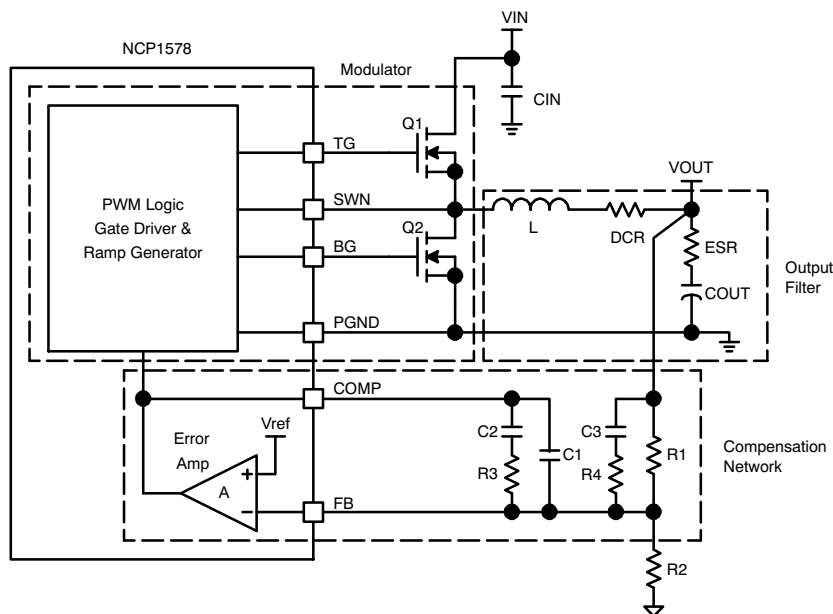 VIN
NCP1578
Modulator
CIN
Q1
TG
VOUT
PWM Logic
Gate Driver &
Ramp Generator
SWN
L
DCR
ESR
Q2
BG
COUT
Output
Filter
PGND
COMP
Vref
Error
Amp
C2
C1
C3
R1
Compensation
Network
R3
R4
A
+
−
FB
R2